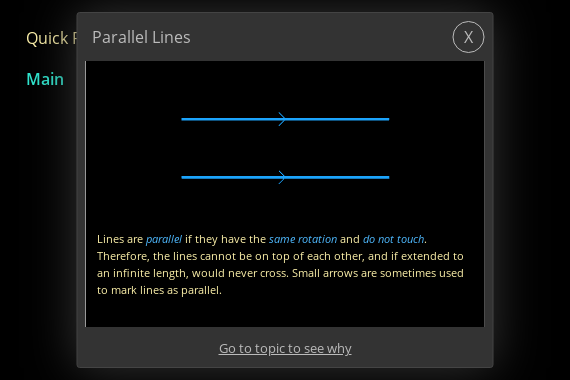 Quick
Parallel Lines
X
Main
Lines are parallel if they have the same rotation and do not touch.
Therefore, the lines cannot be on top of each other, and if extended to
an infinite length, would never cross. Small arrows are sometimes used
to mark lines as parallel.
Go to topic to see why